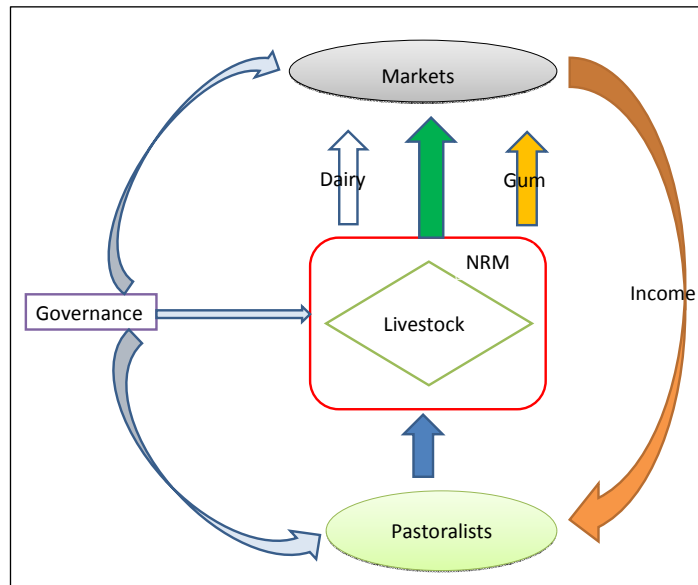 Markets
Dairy
Gum
NRM
Income
Governance
Livestock
Pastoralists